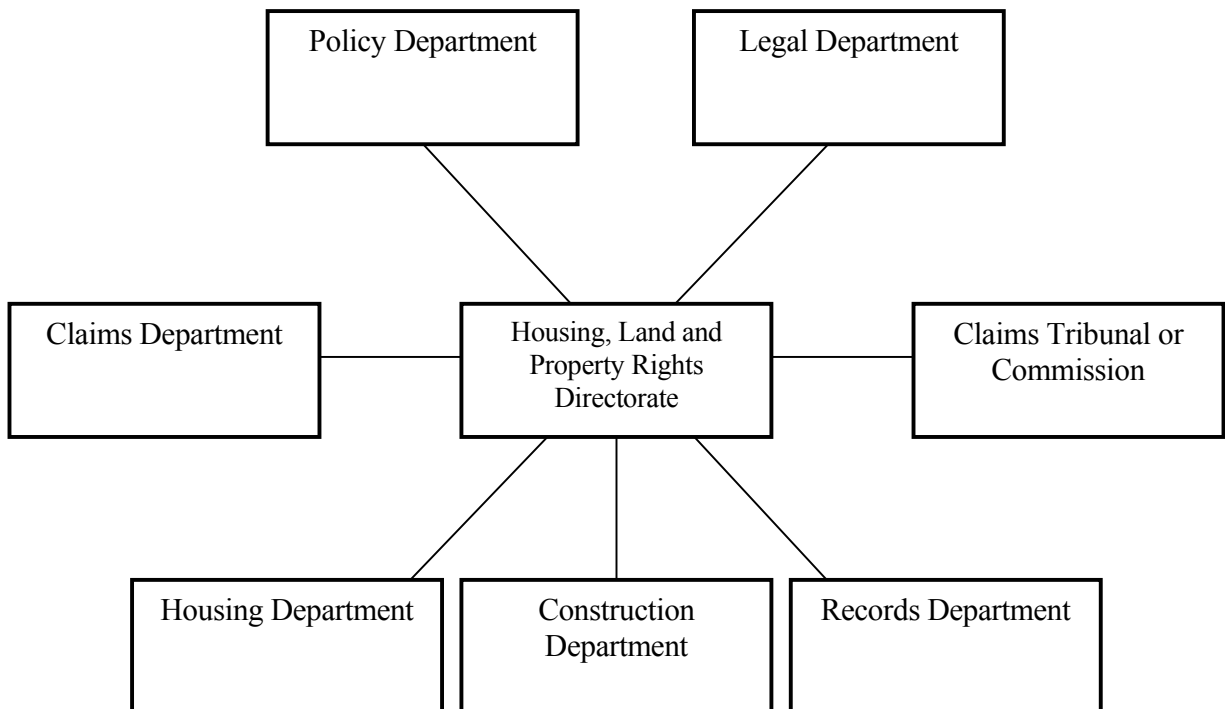 Policy Department
Legal Department
Claims Department
Housing, Land and
Property Rights
Directorate
Claims Tribunal or
Commission
Housing Department
Construction
Department
Records Department